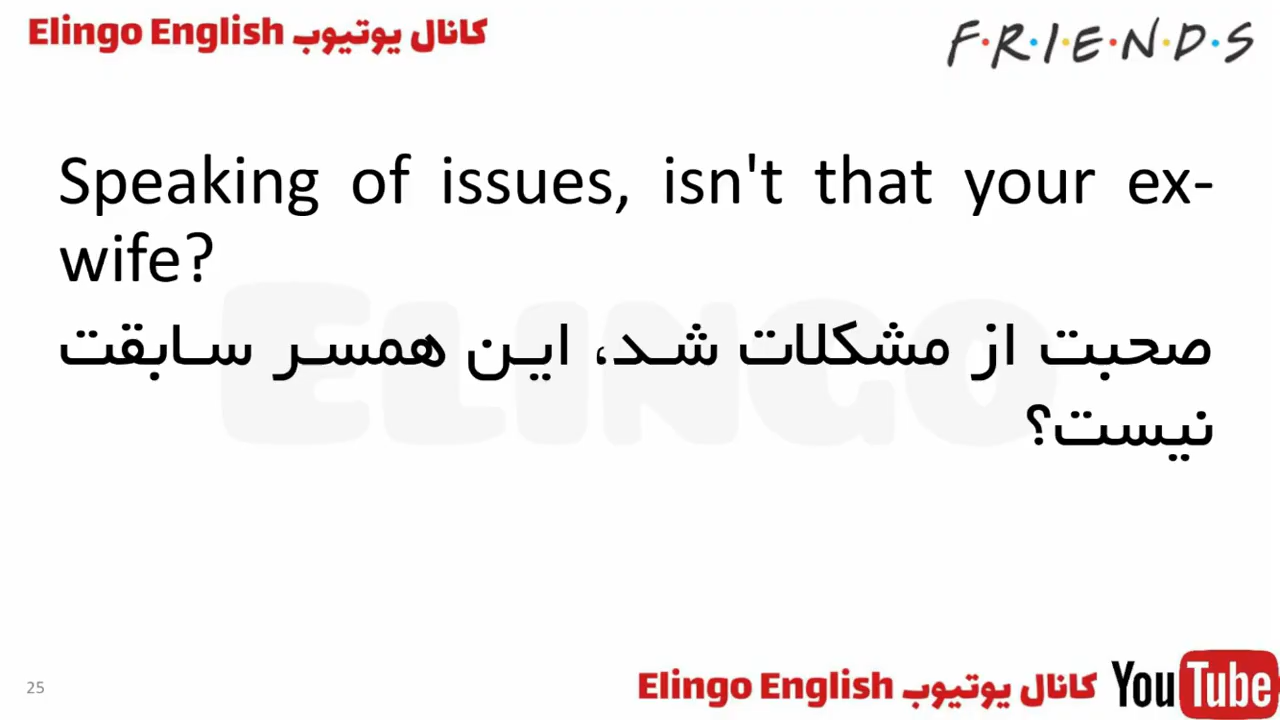 کانال یوتیوب Elingo English
F·R·I·E·N·D·S
Speaking of issues, isn't that your ex-
wife?
صحبت از مشکلات شد، این همسر سابقت
نیست؟
ELINGO
25
کانال یوتیوب Elingo English
YouTube